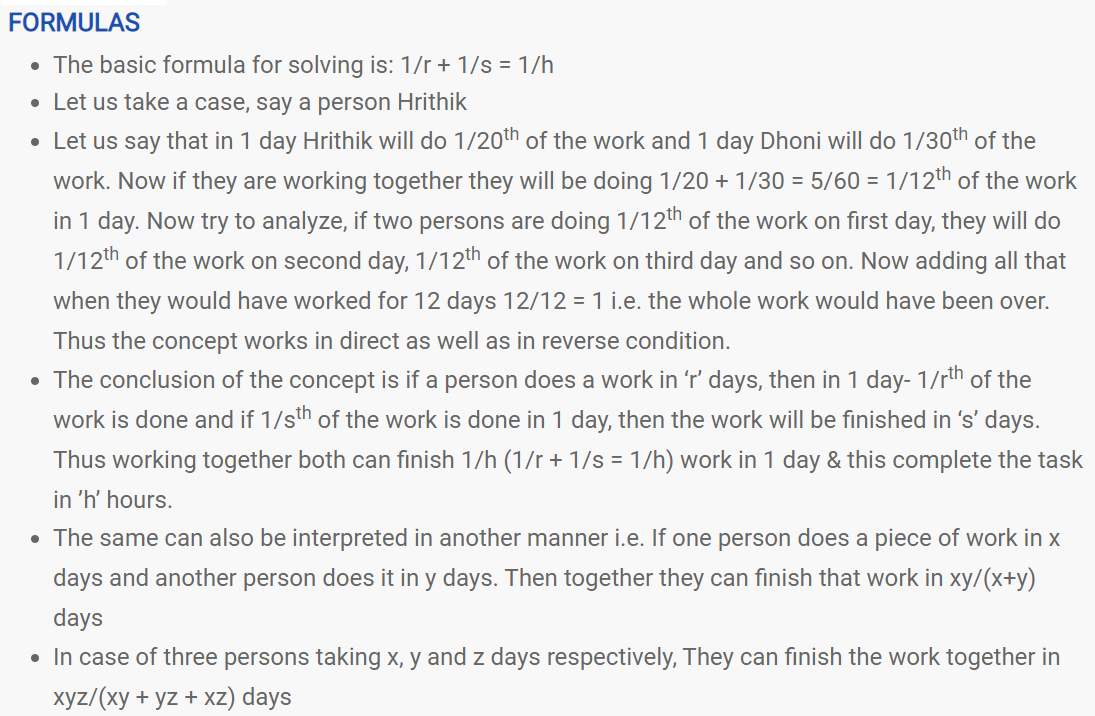 FORMULAS
• The basic formula for solving is: 1/r + 1/s = 1/h
• Let us take a case, say a person Hrithik
• Let us say that in 1 day Hrithik will do 1/20th of the work and 1 day Dhoni will do 1/30th of the
work. Now if they are working together they will be doing 1/20 + 1/30 = 5/60 = 1/12th of the work
in 1 day. Now try to analyze, if two persons are doing 1/12th of the work on first day, they will do
1/12th of the work on second day, 1/12th of the work on third day and so on. Now adding all that
when they would have worked for 12 days 12/12 = 1 i.e. the whole work would have been over.
Thus the concept works in direct as well as in reverse condition.
• The conclusion of the concept is if a person does a work in ‘r’ days, then in 1 day- 1/rth of the
work is done and if 1/sth of the work is done in 1 day, then the work will be finished in ‘s’ days.
Thus working together both can finish 1/h (1/r + 1/s = 1/h) work in 1 day & this complete the task
in ’h’ hours.
• The same can also be interpreted in another manner i.e. If one person does a piece of work in x
days and another person does it in y days. Then together they can finish that work in xy/(x+y)
days
• In case of three persons taking x, y and z days respectively, They can finish the work together in
xyz/(xy + yz + xz) days